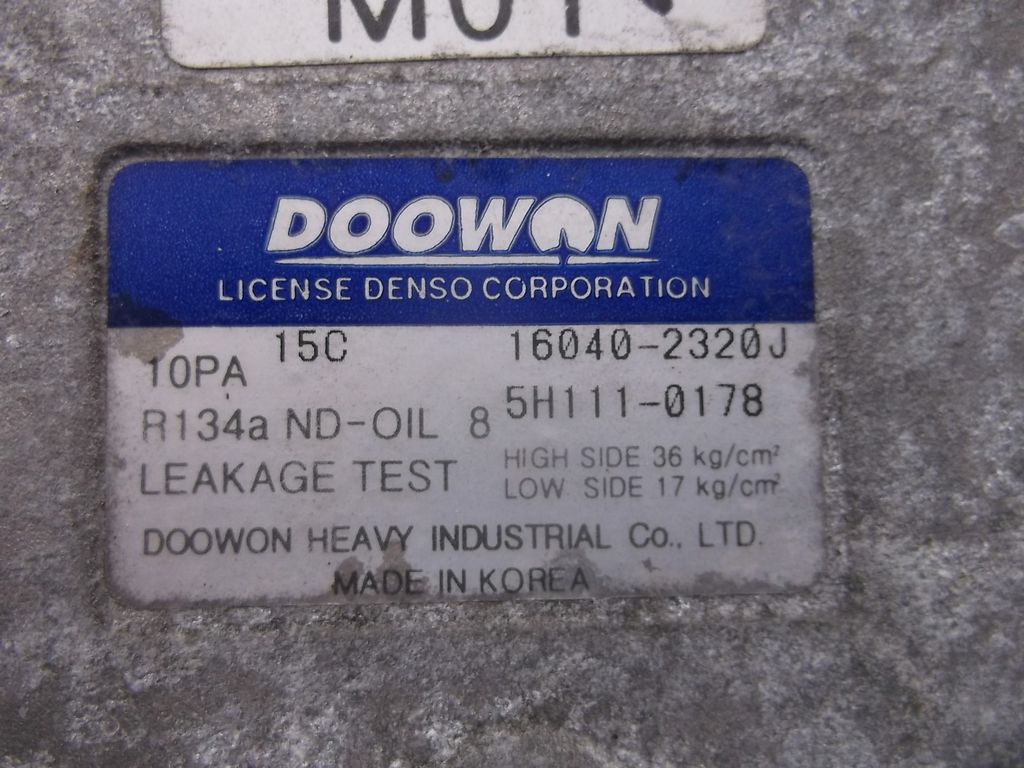 DOOWON
LICENSE DENSO CORPORATION
10PA 15C 16040-2320J
R134a ND-OIL 8 5H111-0178
LEAKAGE TEST HIGH SIDE 36 kg/cm²
LOW SIDE 17 kg/cm²
DOOWON HEAVY INDUSTRIAL Co., LTD.
MADE IN KOREA